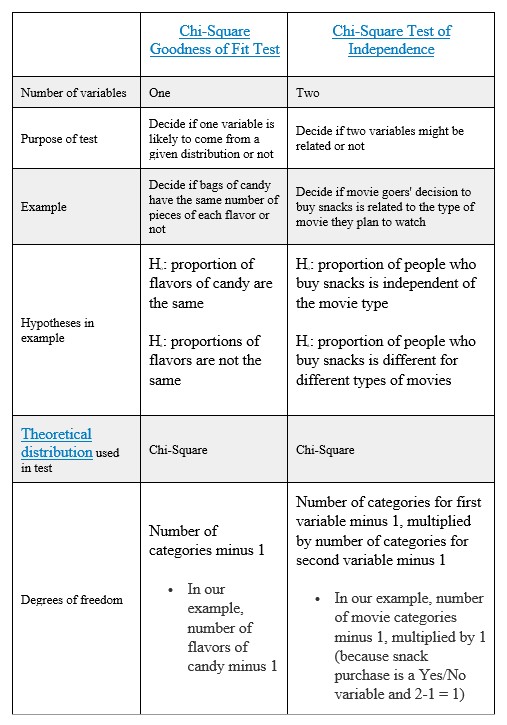 Chi-Square
Goodness of Fit Test
Chi-Square Test of
Independence
Number of variables
One
Two
Purpose of test
Decide if one variable is
likely to come from a
given distribution or not
Decide if two variables might be
related or not
Example
Decide if bags of candy
have the same number of
pieces of each flavor or
not
Decide if movie goers' decision to
buy snacks is related to the type of
movie they plan to watch
Hypotheses in
example
H.: proportion of
flavors of candy are
the same
H.: proportions of
flavors are not the
same
H.: proportion of people who
buy snacks is independent of
the movie type
H.: proportion of people who
buy snacks is different for
different types of movies
Theoretical
distribution used
in test
Chi-Square
Chi-Square
Degrees of freedom
Number of
categories minus 1
• In our
example,
number of
flavors of
candy minus 1
Number of categories for first
variable minus 1, multiplied
by number of categories for
second variable minus 1
• In our example, number
of movie categories
minus 1, multiplied by 1
(because snack
purchase is a Yes/No
variable and 2-1 = 1)